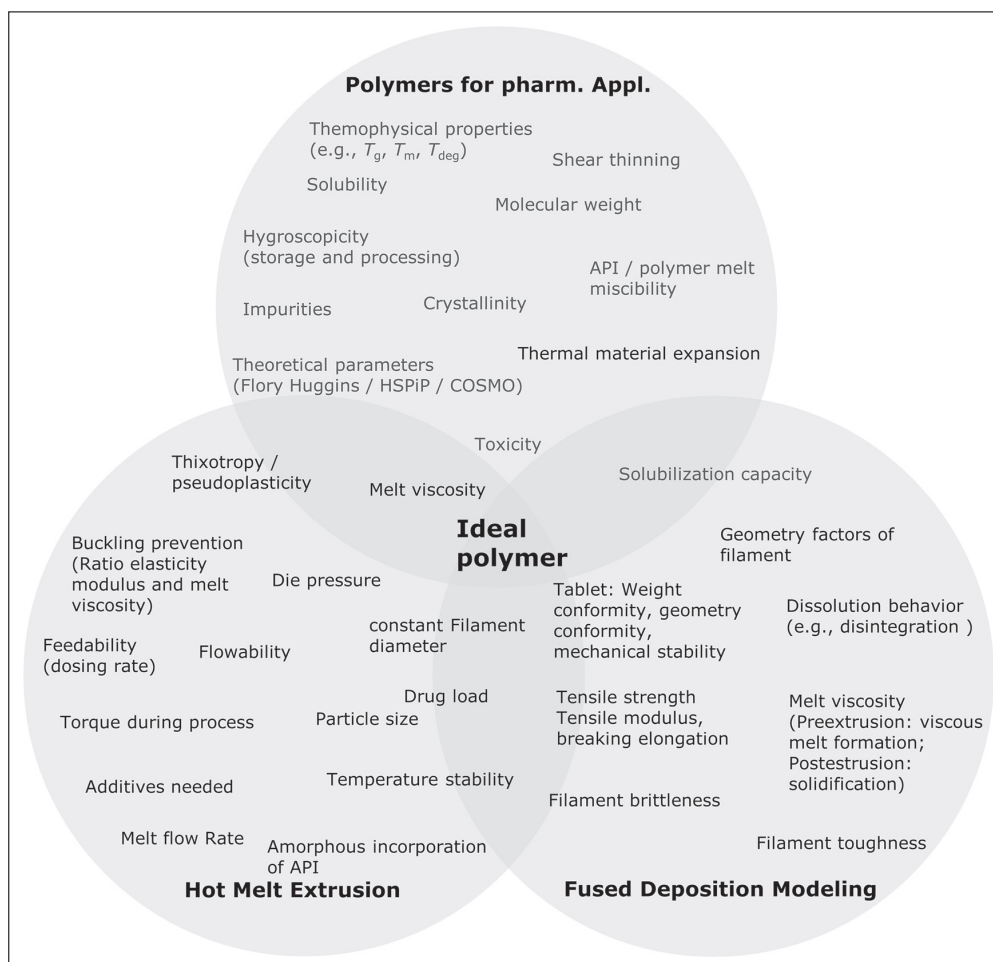 Polymers for pharm. Appl.
Themophysical properties
(e.g., Tg, Tm, Tdeg)
Shear thinning
Solubility
Molecular weight
Hygroscopicity
(storage and processing)
API / polymer melt
miscibility
Impurities
Crystallinity
Thermal material expansion
Theoretical parameters
(Flory Huggins / HSPiP / COSMO)
Toxicity
Thixotropy /
pseudoplasticity
Melt viscosity
Solubilization capacity
Ideal
polymer
Buckling prevention
(Ratio elasticity
modulus and melt
viscosity)
Die pressure
Feedability
(dosing rate)
Flowability
constant Filament
diameter
Drug load
Torque during process
Particle size
Additives needed
Temperature stability
Melt flow Rate
Amorphous incorporation
of API
Hot Melt Extrusion
Geometry factors of
filament
Tablet: Weight
conformity, geometry
conformity,
mechanical stability
Dissolution behavior
(e.g., disintegration )
Tensile strength
Tensile modulus,
breaking elongation
Melt viscosity
(Preextrusion: viscous
melt formation;
Postestrusion:
solidification)
Filament brittleness
Filament toughness
Fused Deposition Modeling